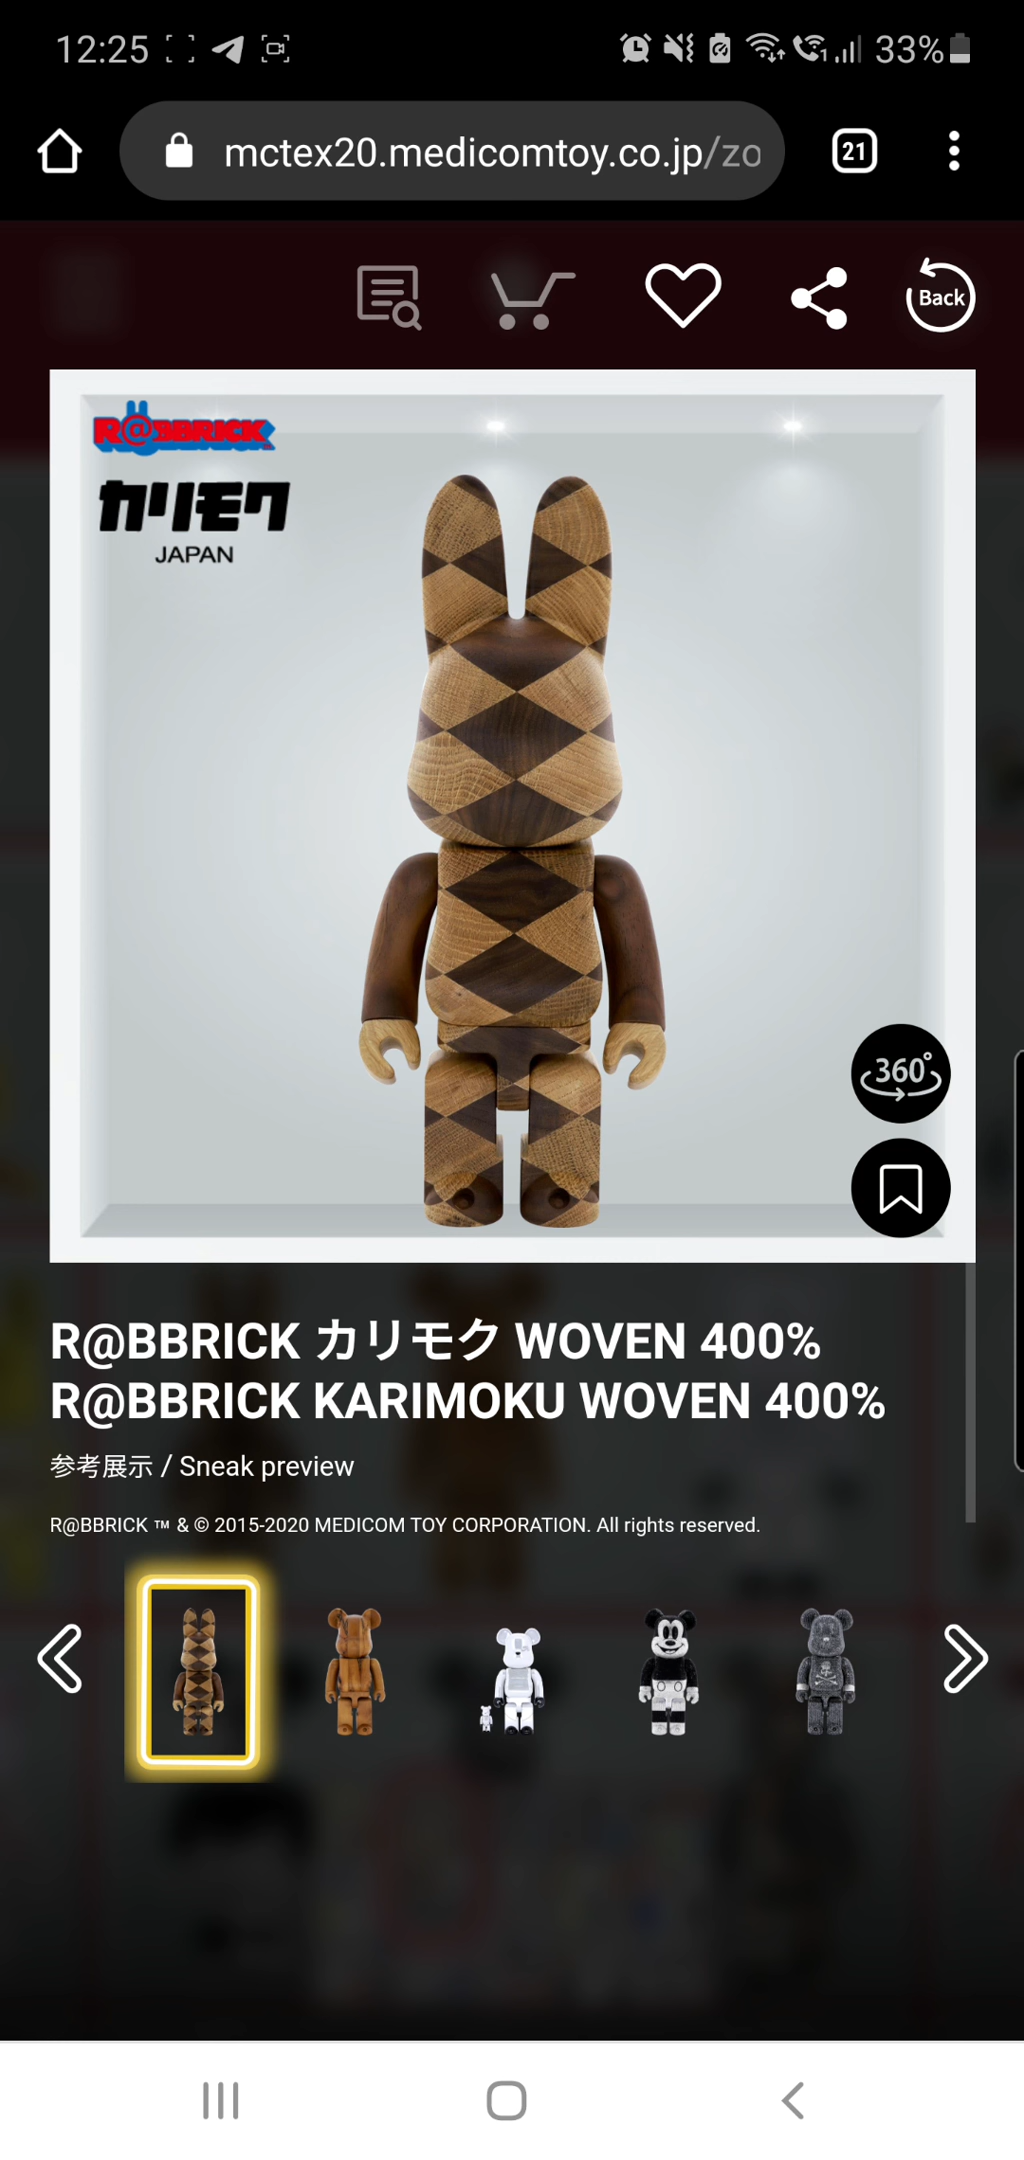 12:25
33%
mctex20.medicomtoy.co.jp/zo
21
Back
R@BBRICK
カリモク
JAPAN
360°
R@BBRICK カリモク WOVEN 400%
R@BBRICK KARIMOKU WOVEN 400%
参考展示 / Sneak preview
R@BBRICK ™ & © 2015-2020 MEDICOM TOY CORPORATION. All rights reserved.